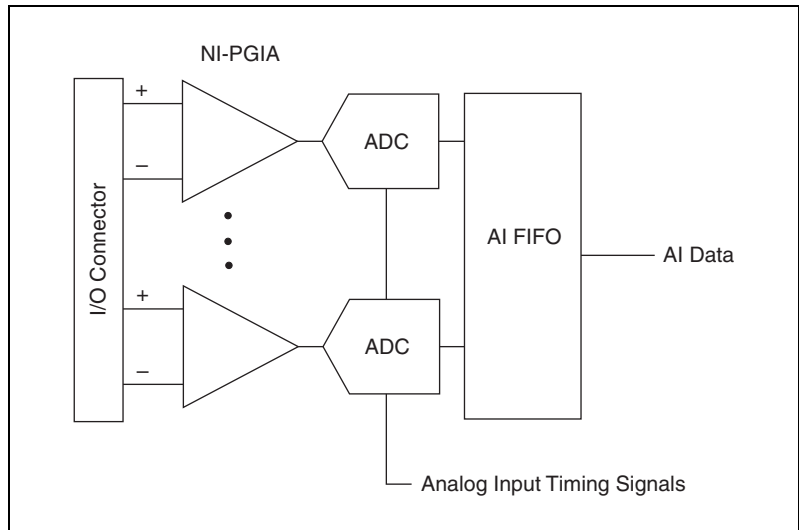 NI-PGIA
+
–
ADC
I/O Connector
AI FIFO
AI Data
+
–
ADC
Analog Input Timing Signals